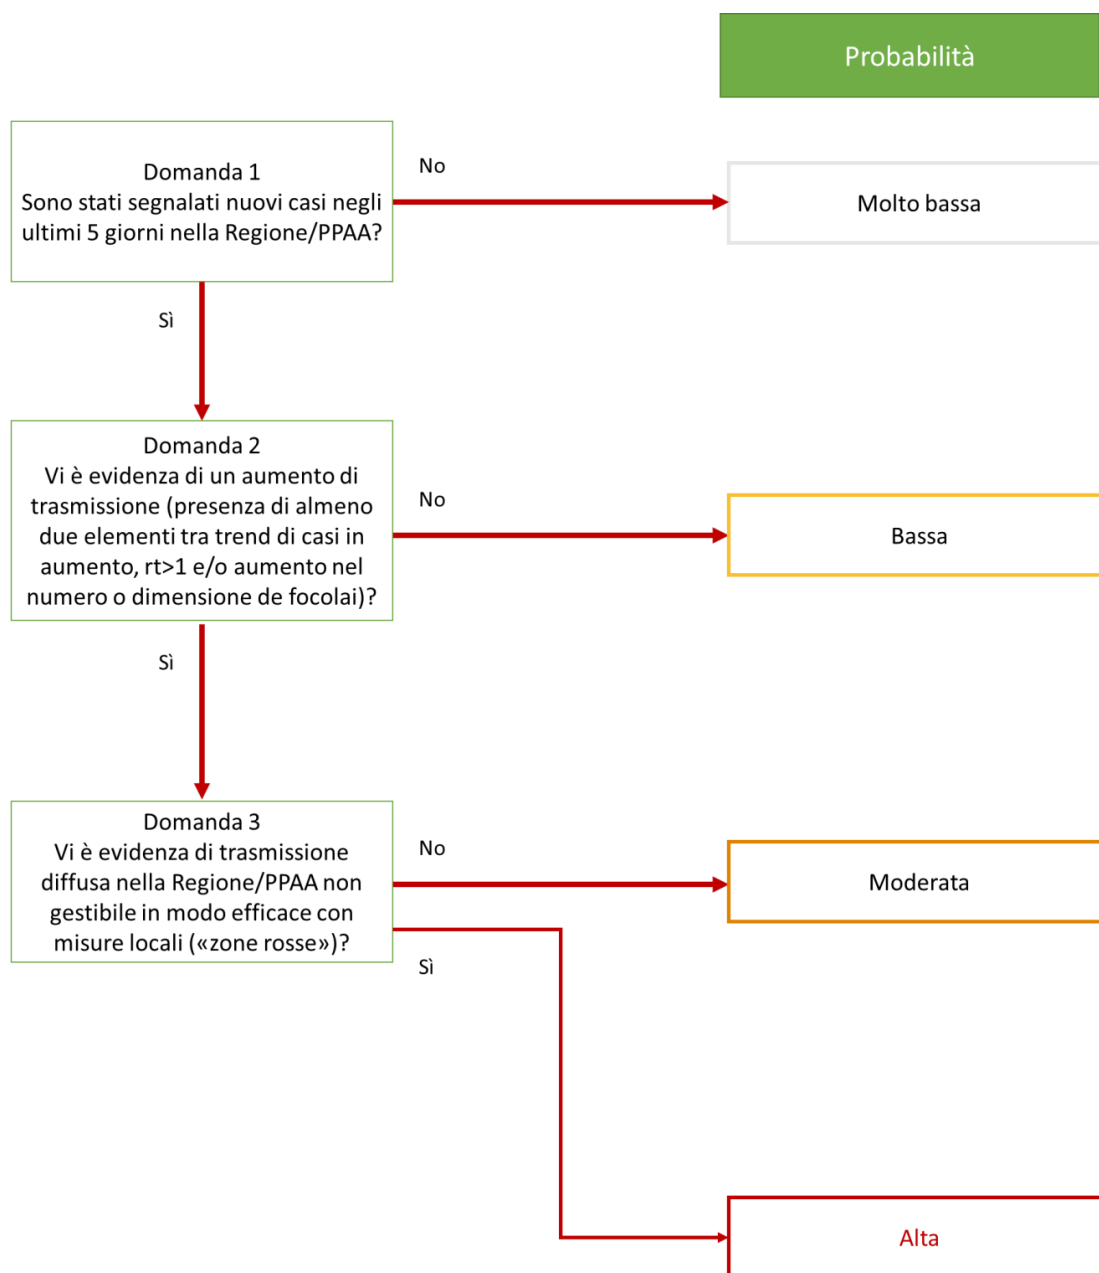 Probabilità
Domanda 1
Sono stati segnalati nuovi casi negli
ultimi 5 giorni nella Regione/PPAA?
No
Molto bassa
Sì
Domanda 2
Vi è evidenza di un aumento di
trasmissione (presenza di almeno
due elementi tra trend di casi in
aumento, rt>1 e/o aumento nel
numero o dimensione de focolai)?
No
Bassa
Sì
Domanda 3
Vi è evidenza di trasmissione
diffusa nella Regione/PPAA non
gestibile in modo efficace con
misure locali («zone rosse»)?
No
Moderata
Sì
Alta